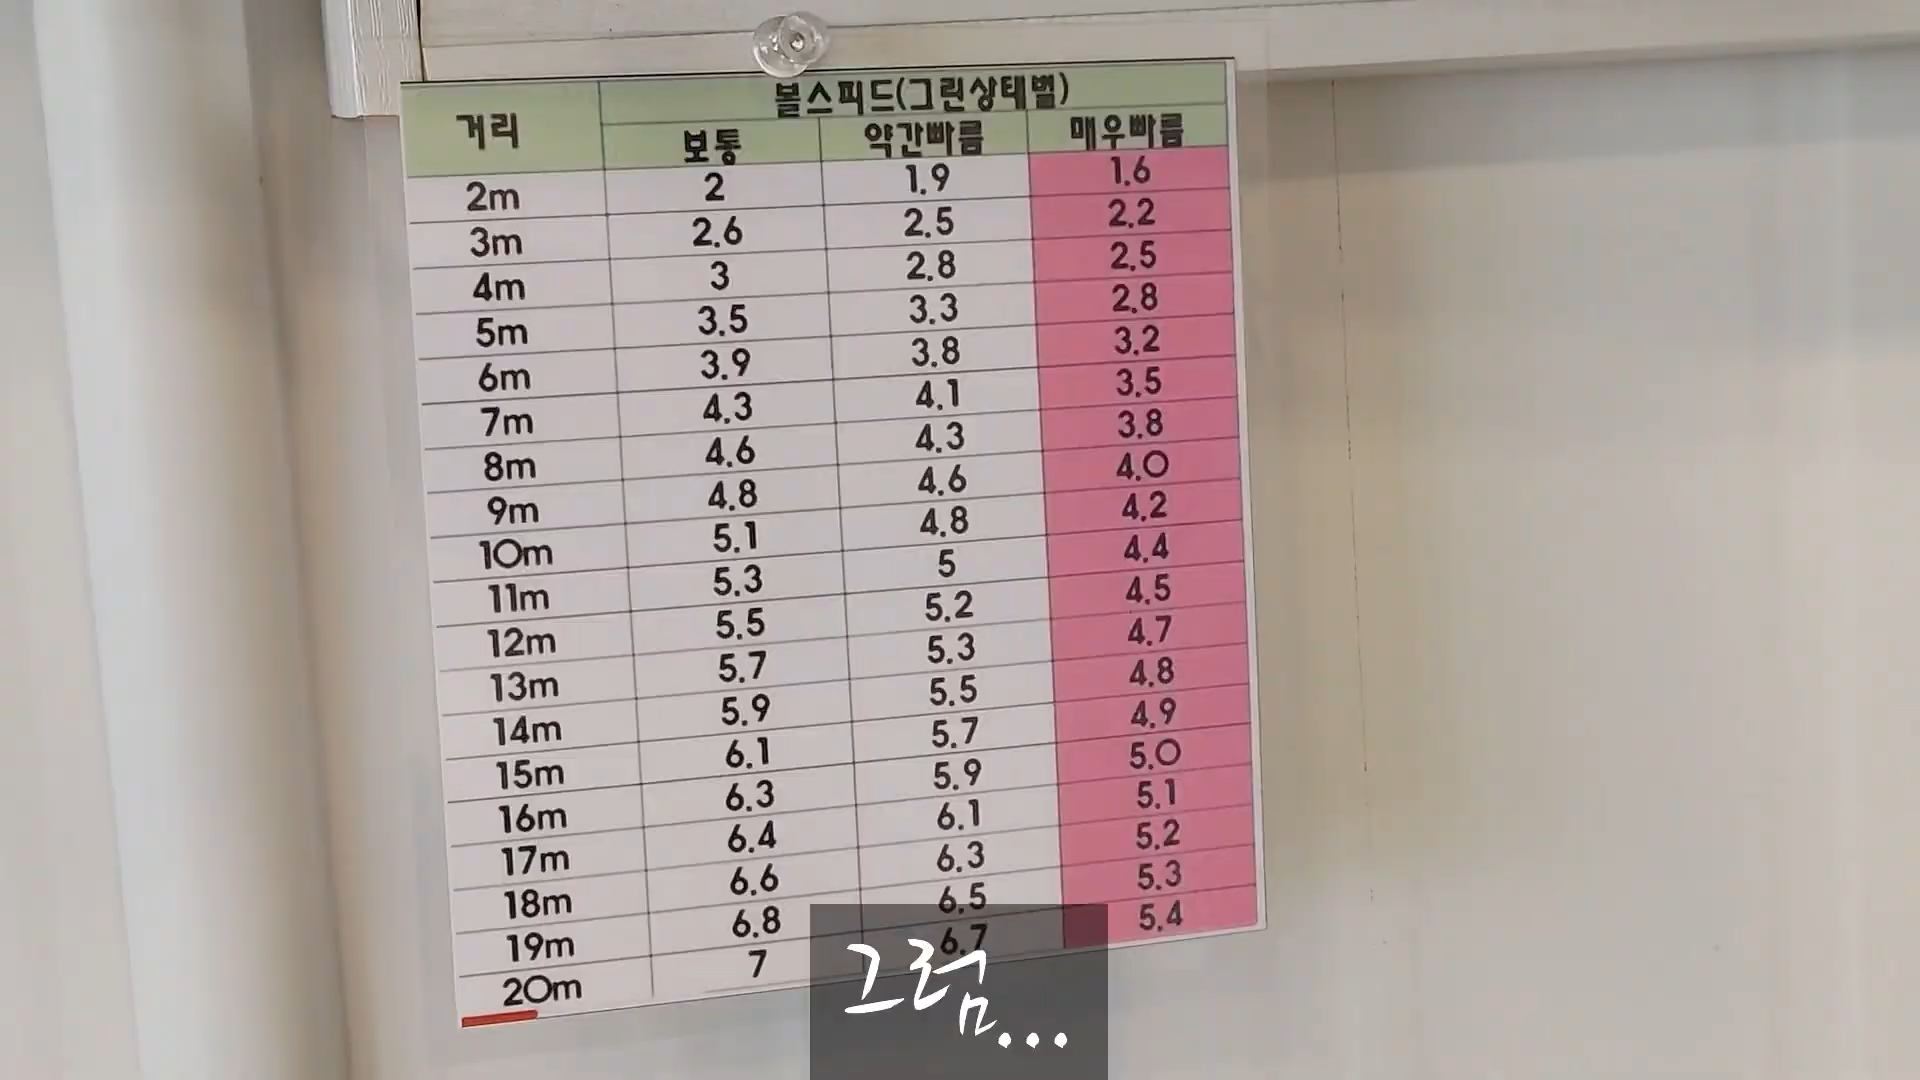 거리 볼스피드(그린상태별)
보통 약간빠름 매우빠름
2m 2 1.9 1.6
3m 2.6 2.5 2.2
4m 3 2.8 2.5
5m 3.5 3.3 2.8
6m 3.9 3.8 3.2
7m 4.3 4.1 3.5
8m 4.6 4.3 3.8
9m 4.8 4.6 4.0
10m 5.1 4.8 4.2
11m 5.3 5 4.4
12m 5.5 5.2 4.5
13m 5.7 5.3 4.7
14m 5.9 5.5 4.8
15m 6.1 5.7 4.9
16m 6.3 5.9 5.0
17m 6.4 6.1 5.1
18m 6.6 6.3 5.2
19m 6.8 6.5 5.3
20m 7 6.7 5.4
그럼...